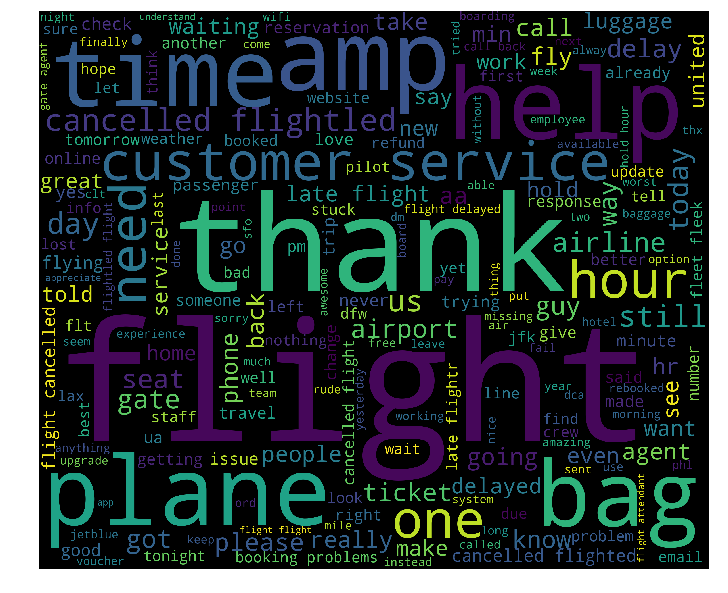 night
understand
wifi
boarding
next
sure
check
waiting
reservation
take
min
call
luggage
finally
another
come
call back
alway
delay
gate agent
hope
think
time
amp
tried
work
fly
week
already
united
let
website
say
first
help
cancelled flightled
new
without
employee
tomorrow
weather
booked
love
refund
available
hold hour
thx
online
customer service
update
great
pilot
worst
yes
clt
passenger
late flight
aa
able
hold
tell
today
day
info
need
last
point
stuck
flight delayed
response
way
two
baggage
lost
flightled flight
sfo
go
pm
trip
dm
board
thank
airline
fleet fleek
flying
service
done
bad
yet
better
option
appreciate
someone
awesome
thing
hour
told
left
never
us
trying
put
guy
still
seem
sorry
back
nothing
dfw
missing
hotel
flt
experience
phone
change
free
airport
leave
pay
air
jfk
give
minute
number
home
much
flight
fail
hr
lax
seat
well
team
rude
line
year
dca
said
rebooked
see
flight cancelled
best
gate
staff
travel
cancelled flight
yesterday
working
late flightr
nice
find
made
morning
want
anything
ua
crew
amazing
upgrade
getting
issue
people
wait
going
even
agent
sent
use
phl
flight attendant
plane
ord
look
ticket
system
delayed
bag
app
mile
right
one
due
jetblue
got
flight flight
keep
please
really
long
know
problem
good
voucher
tonight
booking problems
make
called
instead
cancelled flighted
email